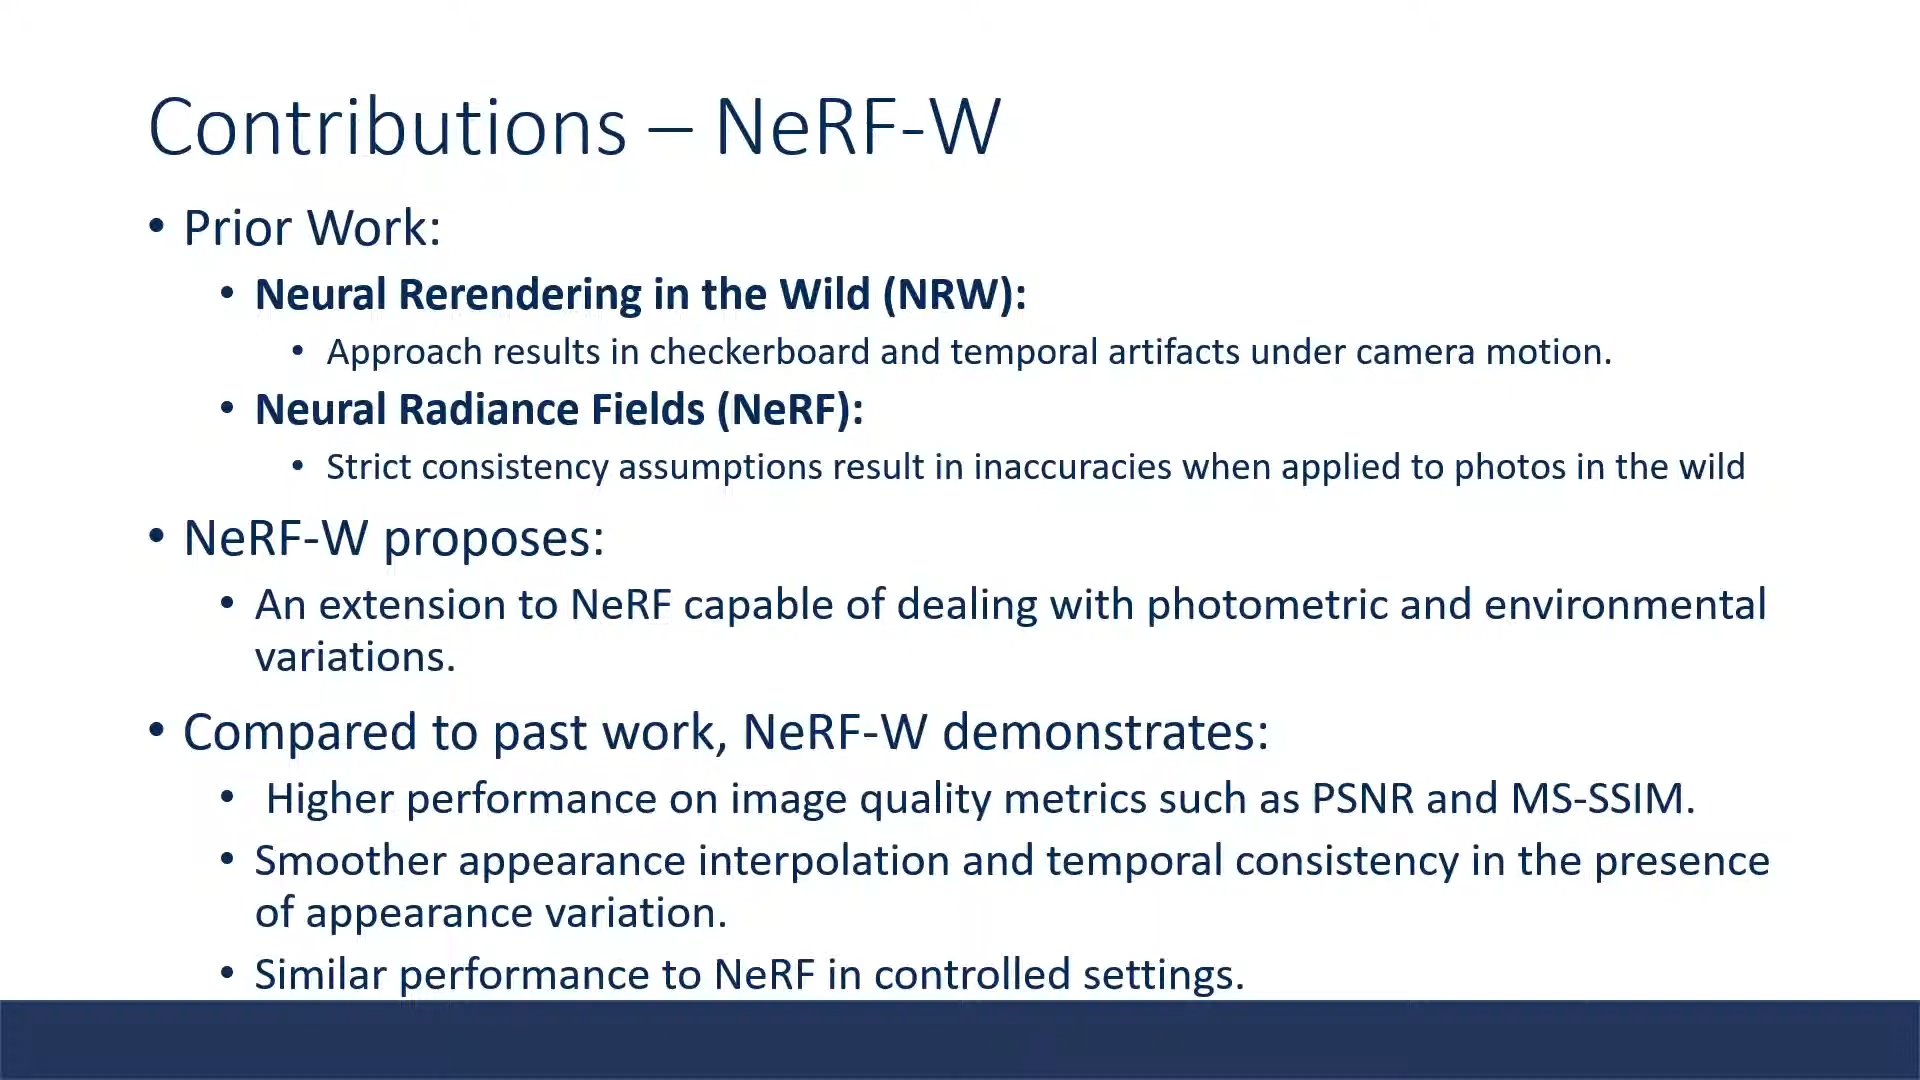 Contributions – NeRF-W
• Prior Work:
• Neural Rerendering in the Wild (NRW):
• Approach results in checkerboard and temporal artifacts under camera motion.
• Neural Radiance Fields (NeRF):
• Strict consistency assumptions result in inaccuracies when applied to photos in the wild
• NeRF-W proposes:
• An extension to NeRF capable of dealing with photometric and environmental
variations.
• Compared to past work, NeRF-W demonstrates:
• Higher performance on image quality metrics such as PSNR and MS-SSIM.
• Smoother appearance interpolation and temporal consistency in the presence
of appearance variation.
• Similar performance to NeRF in controlled settings.